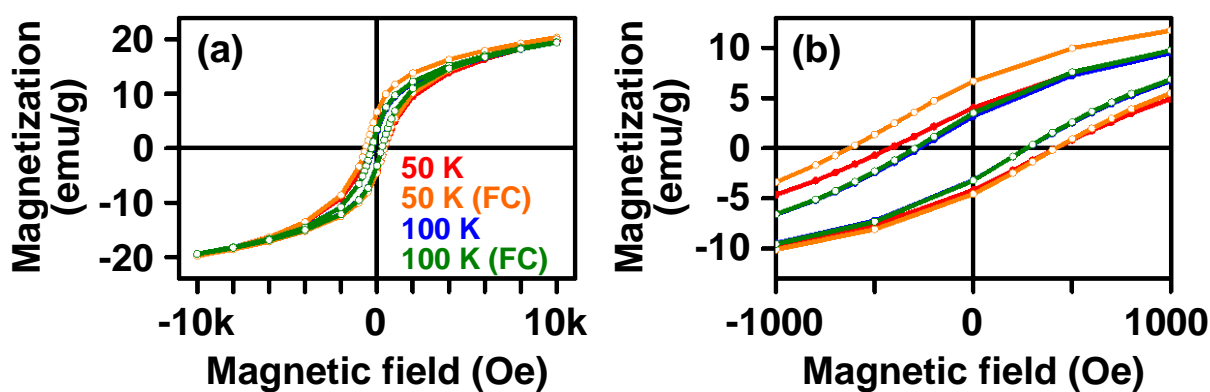 Magnetization
(emu/g)
20
10
0
-10
-20
(a)
50 K
50 K (FC)
100 K
100 K (FC)
-10k
0
10k
Magnetic field (Oe)
Magnetization
(emu/g)
10
5
0
-5
-10
(b)
-1000
0
1000
Magnetic field (Oe)